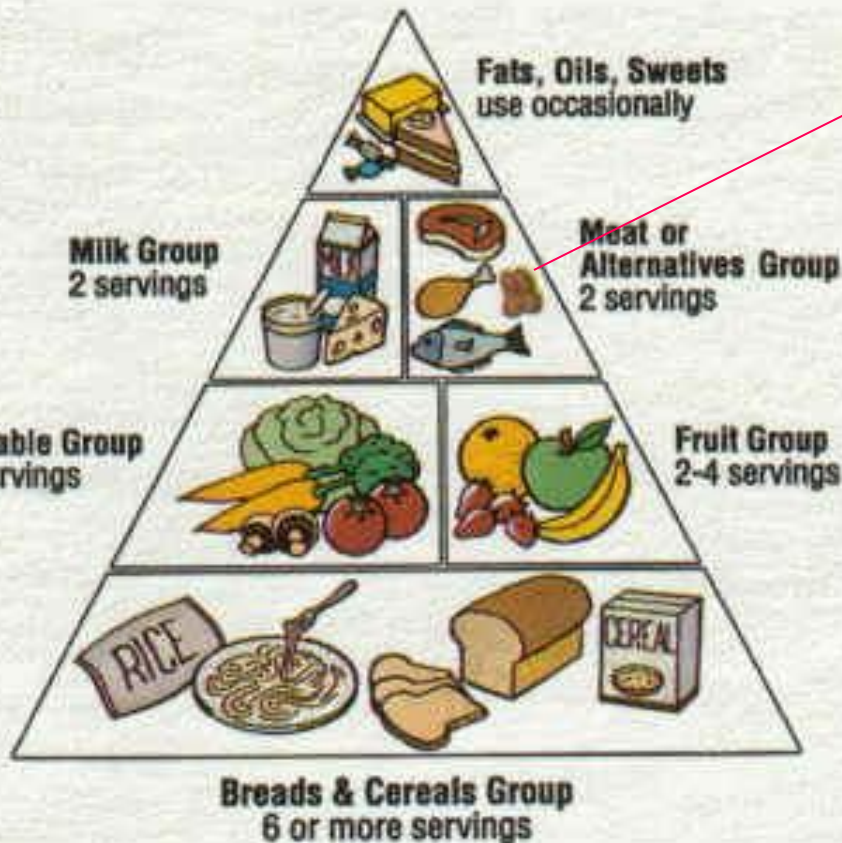 Fats, Oils, Sweets
use occasionally
Milk Group
2 servings
MILK
Meat or
Alternatives Group
2 servings
able Group
rvings
Fruit Group
2-4 servings
RICE
CEREAL
Breads & Cereals Group
6 or more servings